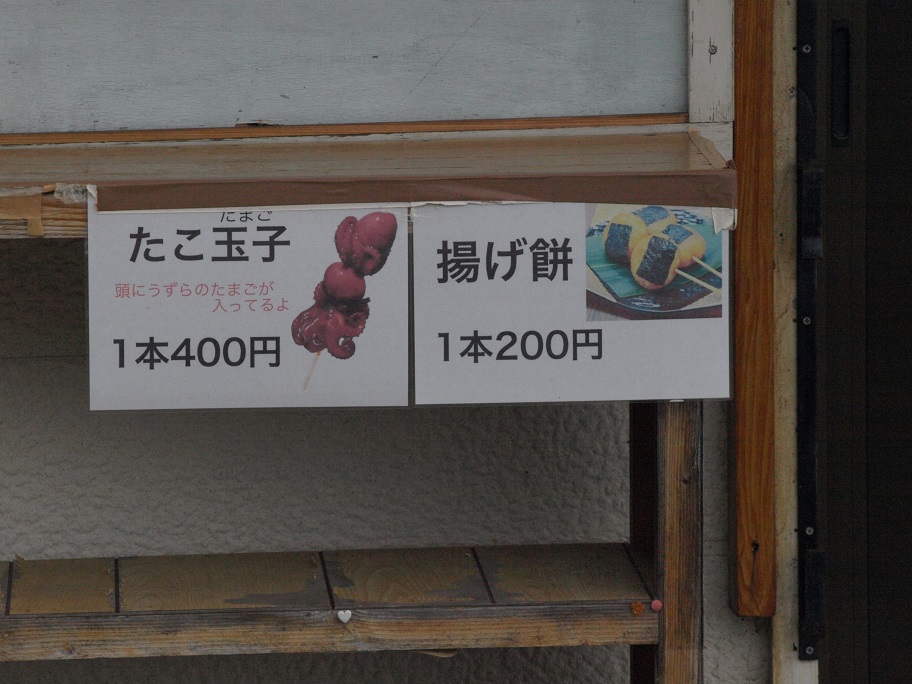 たまご
たこ玉子
頭にうずらのたまごが
入ってるよ
1本400円
揚げ餅
1本200円